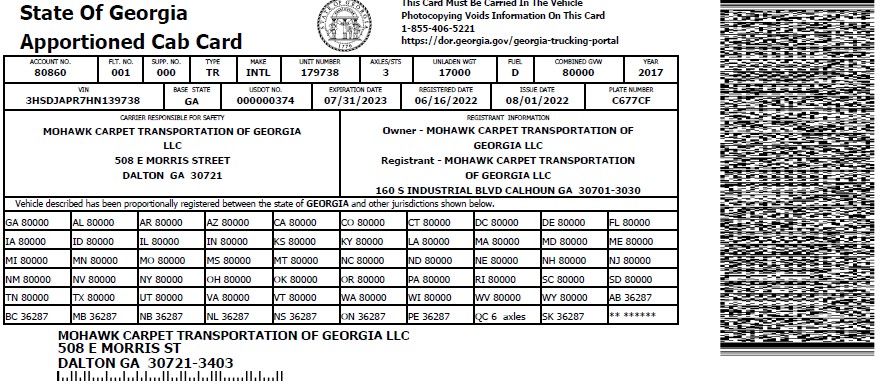 State Of Georgia
Apportioned Cab Card
This Card Must Be Carried In The Vehicle
Photocopying Voids Information On This Card
1-855-406-5221
https://dor.georgia.gov/georgia-trucking-portal
ACCOUNT NO. FLT. NO. SUPP. NO. TYPE MAKE UNIT NUMBER AXLES/STS UNLADEN WGT FUEL COMBINED GVW YEAR
80860 001 000 TR INTL 179738 3 17000 D 80000 2017
VIN BASE STATE USDOT NO. EXPIRATION DATE REGISTERED DATE ISSUE DATE PLATE NUMBER
3HSDJAPR7HN139738 GA 000000374 07/31/2023 06/16/2022 08/01/2022 C677CF
CARRIER RESPONSIBLE FOR SAFETY
MOHAWK CARPET TRANSPORTATION OF GEORGIA
LLC
508 E MORRIS STREET
DALTON GA 30721
REGISTRANT INFORMATION
Owner - MOHAWK CARPET TRANSPORTATION OF
GEORGIA LLC
Registrant - MOHAWK CARPET TRANSPORTATION
OF GEORGIA LLC
160 S INDUSTRIAL BLVD CALHOUN GA 30701-3030
Vehicle described has been proportionally registered between the state of GEORGIA and other jurisdictions shown below.
GA 80000 AL 80000 AR 80000 AZ 80000 CA 80000 CO 80000 CT 80000 DC 80000 DE 80000 FL 80000
IA 80000 ID 80000 IL 80000 IN 80000 KS 80000 KY 80000 LA 80000 MA 80000 MD 80000 ME 80000
MI 80000 MN 80000 MO 80000 MS 80000 MT 80000 NC 80000 ND 80000 NE 80000 NH 80000 NJ 80000
NM 80000 NV 80000 NY 80000 OH 80000 OK 80000 OR 80000 PA 80000 RI 80000 SC 80000 SD 80000
TN 80000 TX 80000 UT 80000 VA 80000 VT 80000 WA 80000 WI 80000 WV 80000 WY 80000 AB 36287
BC 36287 MB 36287 NB 36287 NL 36287 NS 36287 ON 36287 PE 36287 QC 6 axles SK 36287 ** ******
MOHAWK CARPET TRANSPORTATION OF GEORGIA LLC
508 E MORRIS ST
DALTON GA 30721-3403